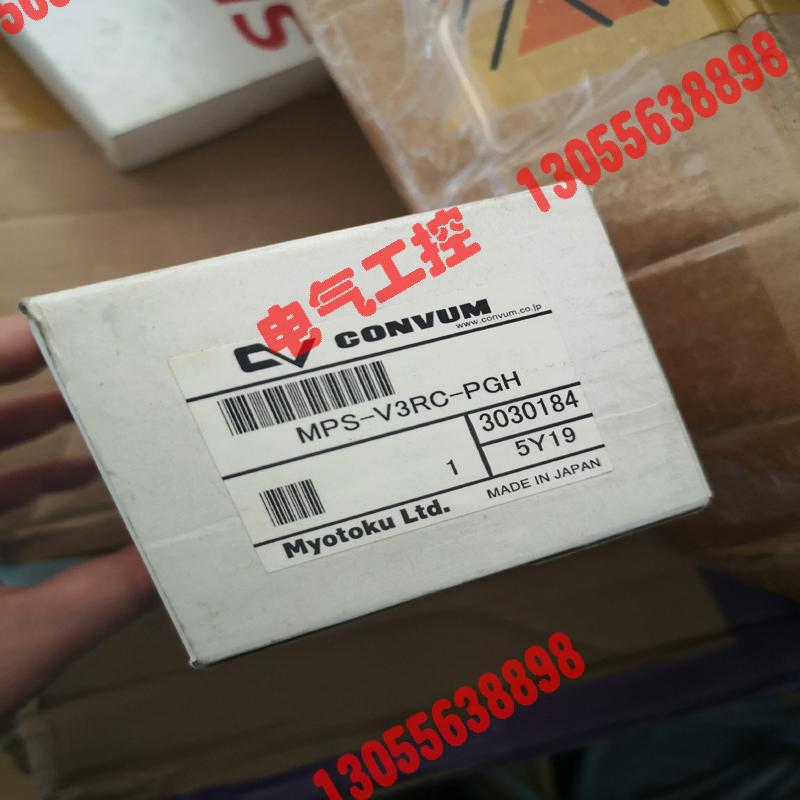 13055638898
电气工控
CV CONVUM
www.convum.co.jp
MPS-V3RC-PGH
3030184
1
5Y19
MADE IN JAPAN
Myotoku Ltd.
13055638898